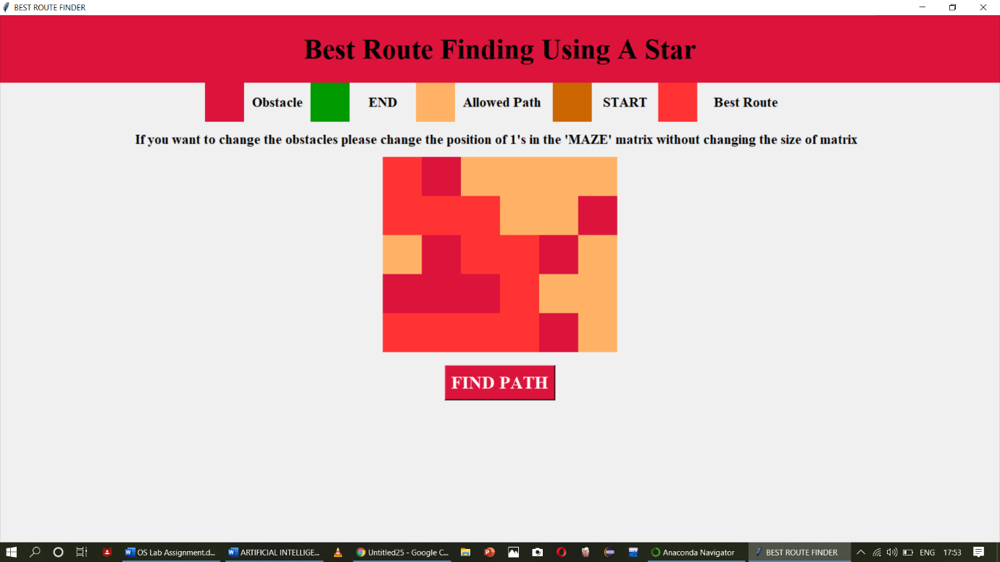 BEST ROUTE FINDER
Best Route Finding Using A Star
Obstacle END Allowed Path START Best Route
If you want to change the obstacles please change the position of 1's in the 'MAZE' matrix without changing the size of matrix
FIND PATH
OS Lab Assignment.d... ARTIFICIAL INTELLIGE... Untitled25 - Google C... DEV Anaconda Navigator BEST ROUTE FINDER ENG 17:53